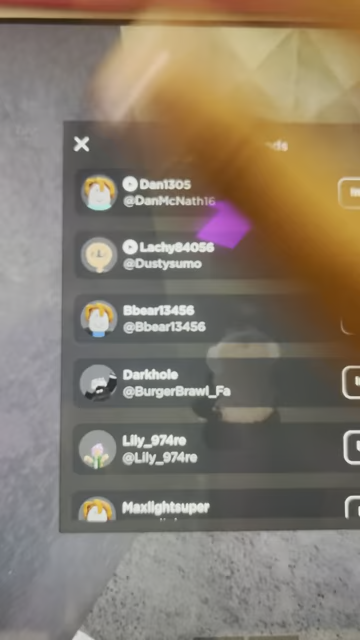 Dan1305
@DanMcNath16
Lachy84056
@Dustysumo
Bbear13456
@Bbear13456
Darkhole
@BurgerBrawl_Fa
Lily_974re
@Lily_974re
Maxlightsuper